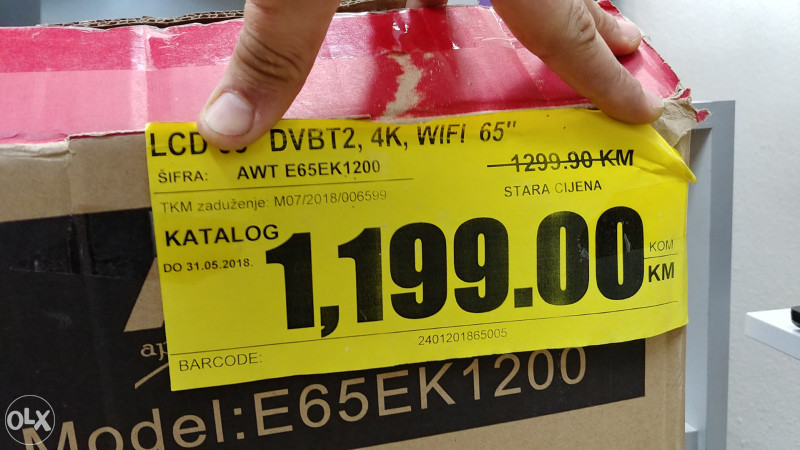 LCD DVBT2, 4K, WIFI 65"
ŠIFRA: AWT E65EK1200
1299.90 KM
STARA CIJENA
TKM zaduženje: M07/2018/006599
KATALOG
DO 31.05.2018.
1,199.00
KOM
KM
2401201865005
BARCODE:
Model:E65EK1200
OLX